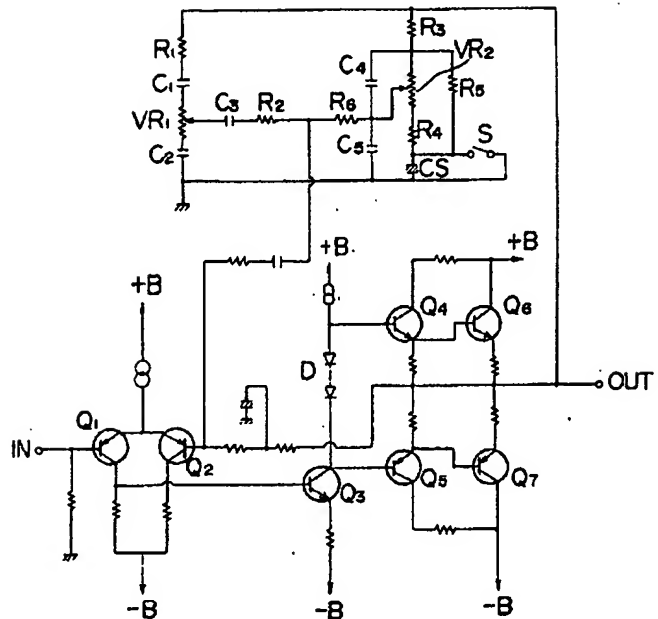 R1
R3
VR2
C1
C4
R5
C3
R2
R6
VR1
R4
C2
C5
S
CS
+B
+B
+B
Q4
Q6
D
OUT
IN
Q1
Q2
Q3
Q5
Q7
-B
-B
-B